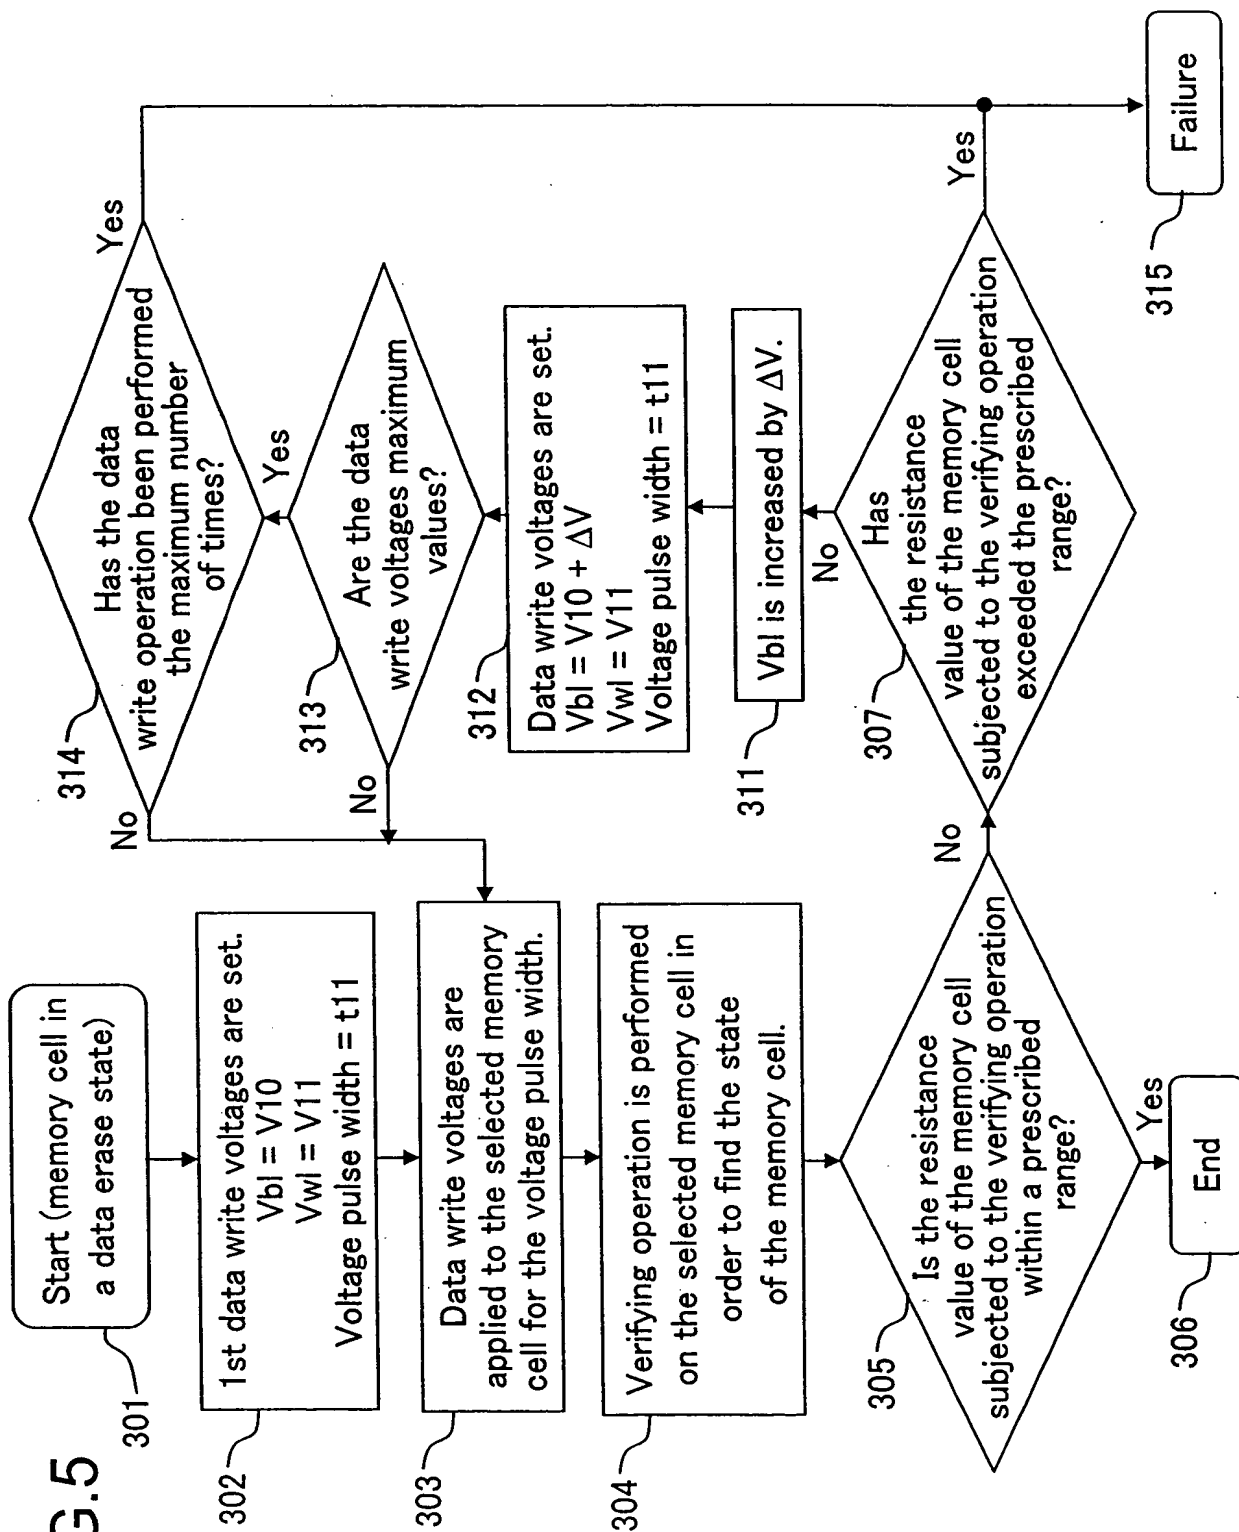 G.5
301
Start (memory cell in
a data erase state)
302
1st data write voltages are set.
Vbl = V10
Vwl = V11
Voltage pulse width = t11
303
Data write voltages are
applied to the selected memory
cell for the voltage pulse width.
304
Verifying operation is performed
on the selected memory cell in
order to find the state
of the memory cell.
305
Is the resistance
value of the memory cell
subjected to the verifying operation
within a prescribed
range?
No
Yes
306
End
314
Has the data
write operation been performed
the maximum number
of times?
No
Yes
313
Are the data
write voltages maximum
values?
No
Yes
312
Data write voltages are set.
Vbl = V10 + ΔV
Vwl = V11
Voltage pulse width = t11
311
Vbl is increased by ΔV.
307
Has
the resistance
value of the memory cell
subjected to the verifying operation
exceeded the prescribed
range?
No
Yes
315
Failure